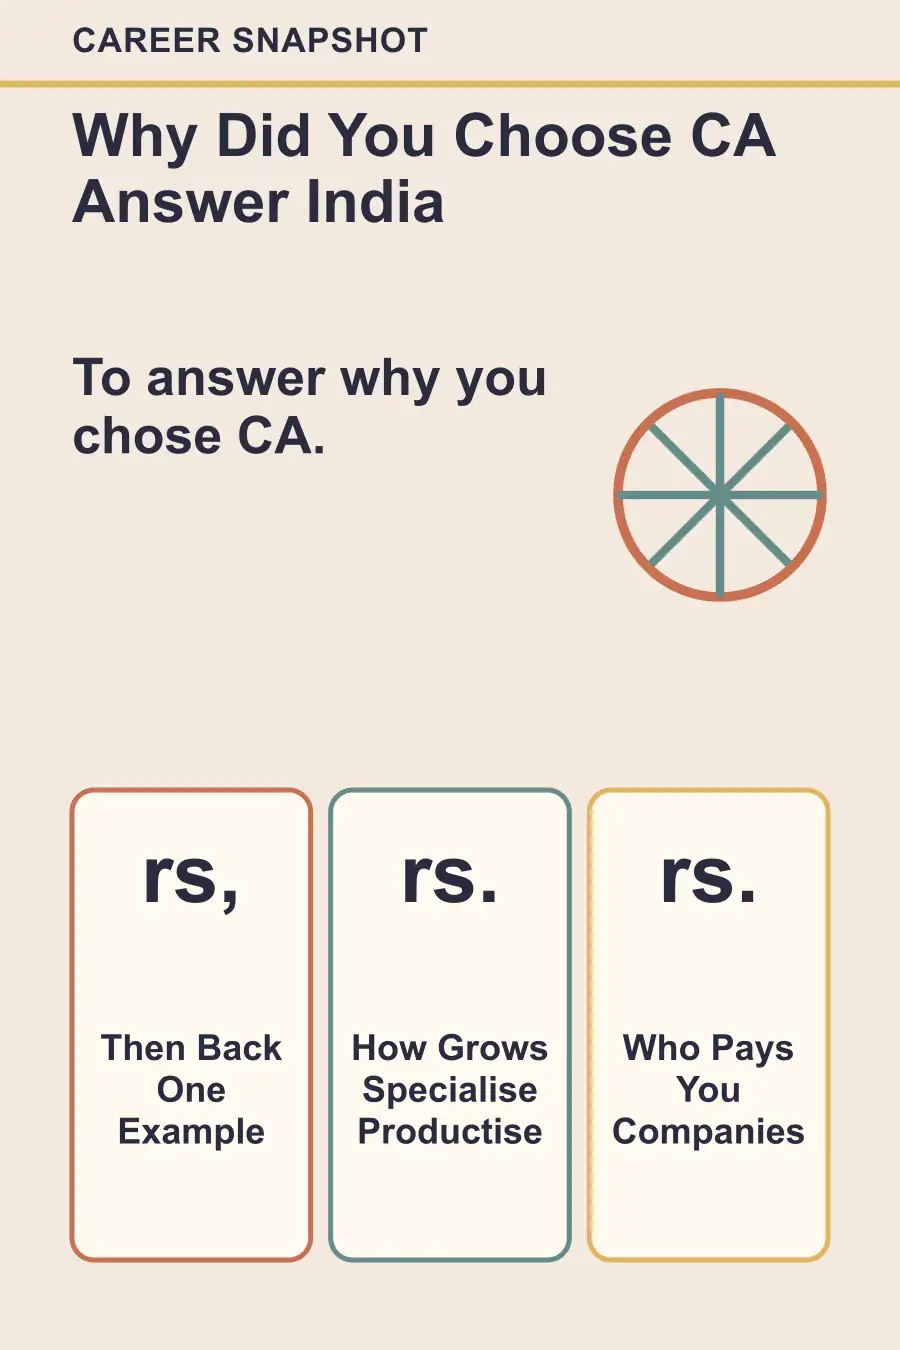 CAREER SNAPSHOT
Why Did You Choose CA
Answer India
To answer why you
chose CA.
rs,
Then Back
One
Example
rs.
How Grows
Specialise
Productise
rs.
Who Pays
You
Companies